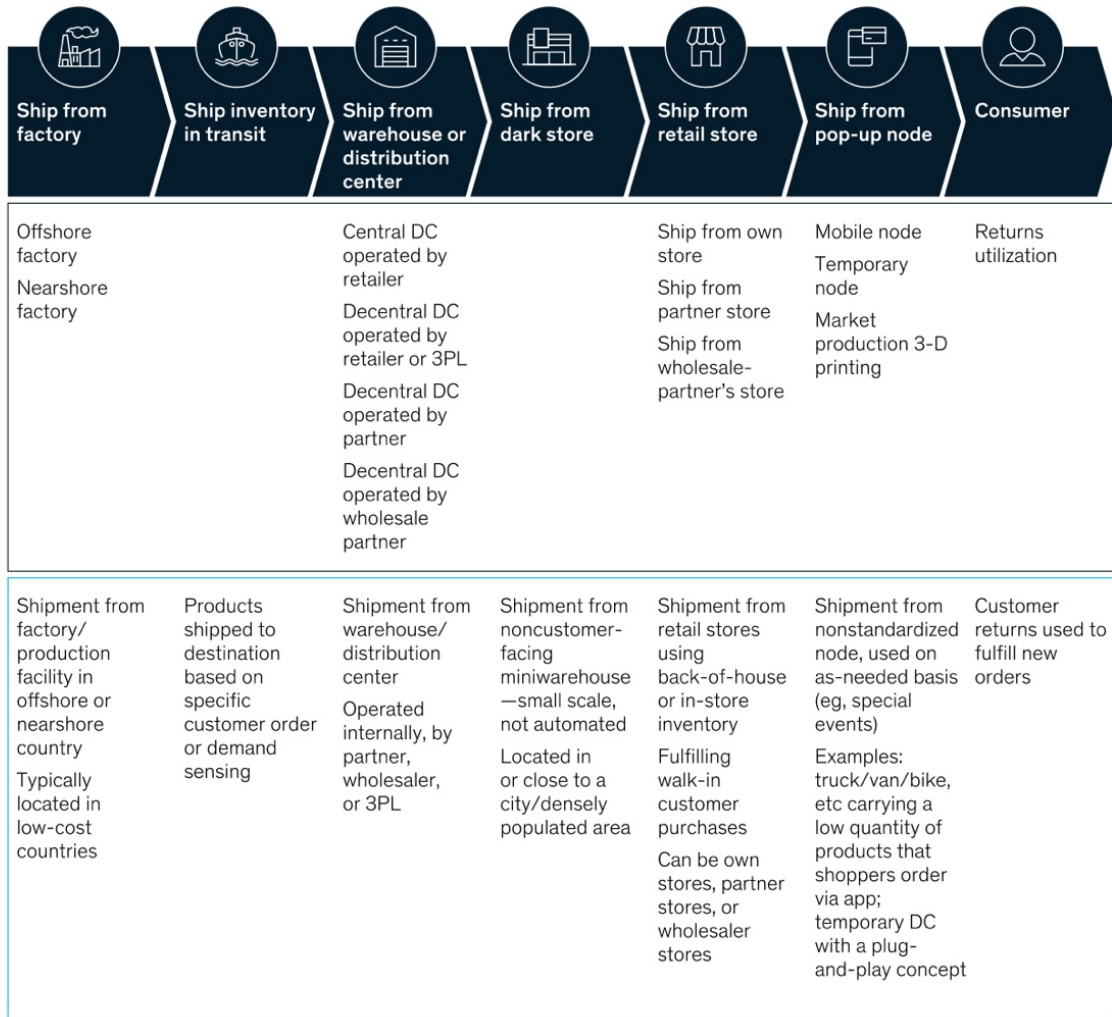 Ship from
factory
Ship inventory
in transit
Ship from
warehouse or
distribution
center
Ship from
dark store
Ship from
retail store
Ship from
pop-up node
Consumer
Offshore
factory
Nearshore
factory
Central DC
operated by
retailer
Decentral DC
operated by
retailer or 3PL
Decentral DC
operated by
partner
Decentral DC
operated by
wholesale
partner
Ship from own
store
Ship from
partner store
Ship from
wholesale-
partner’s store
Mobile node
Temporary
node
Market
production 3-D
printing
Returns
utilization
Shipment from
factory/
production
facility in
offshore or
nearshore
country
Typically
located in
low-cost
countries
Products
shipped to
destination
based on
specific
customer order
or demand
sensing
Shipment from
warehouse/
distribution
center
Operated
internally, by
partner,
wholesaler,
or 3PL
Shipment from
noncustomer-
facing
miniwarehouse
—small scale,
not automated
Located in
or close to a
city/densely
populated area
Shipment from
retail stores
using
back-of-house
or in-store
inventory
Fulfilling
walk-in
customer
purchases
Can be own
stores, partner
stores, or
wholesaler
stores
Shipment from
nonstandardized
node, used on
as-needed basis
(eg, special
events)
Examples:
truck/van/bike,
etc carrying a
low quantity of
products that
shoppers order
via app;
temporary DC
with a plug-
and-play concept
Customer
returns used to
fulfill new
orders